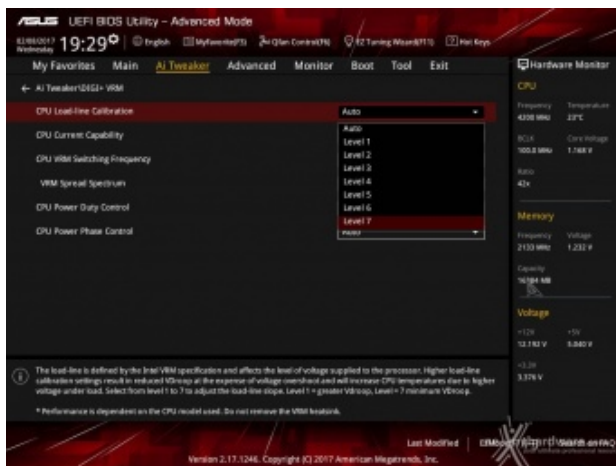 ASUS UEFI BIOS Utility – Advanced Mode
02/08/2017 Wednesday 19:29 English MyFavorite(F3) Qfan Control(F6) EZ Tuning Wizard(F11) Hot Keys
My Favorites Main Ai Tweaker Advanced Monitor Boot Tool Exit
Hardware Monitor
← Ai Tweaker\DIGI+ VRM
CPU
CPU Load-line Calibration Auto
Frequency Temperature
4200 MHz 23°C
CPU Current Capability
Auto
Level 1
Level 2
Level 3
Level 4
Level 5
Level 6
Level 7
Auto
BCLK Core Voltage
100.0 MHz 1.168 V
CPU VRM Switching Frequency
Ratio
42x
VRM Spread Spectrum
CPU Power Duty Control
CPU Power Phase Control
Memory
Frequency Voltage
2133 MHz 1.232 V
Capacity
16384 MB
Voltage
+12V +5V
12.192 V 5.040 V
+3.3V
3.376 V
The load-line is defined by the Intel VRM specification and affects the level of voltage supplied to the processor. Higher load-line
calibration settings result in reduced VDroop at the expense of voltage overshoot and will increase CPU temperatures due to higher
voltage under load. Select from level 1 to 7 to adjust the load-line slope. Level 1 = greater VDroop, Level = 7 minimum VDroop.
* Performance is dependent on the CPU model used. Do not remove the VRM heatsink.
Last Modified Search on FAQ
Version 2.17.1246. Copyright (C) 2017 American Megatrends, Inc.